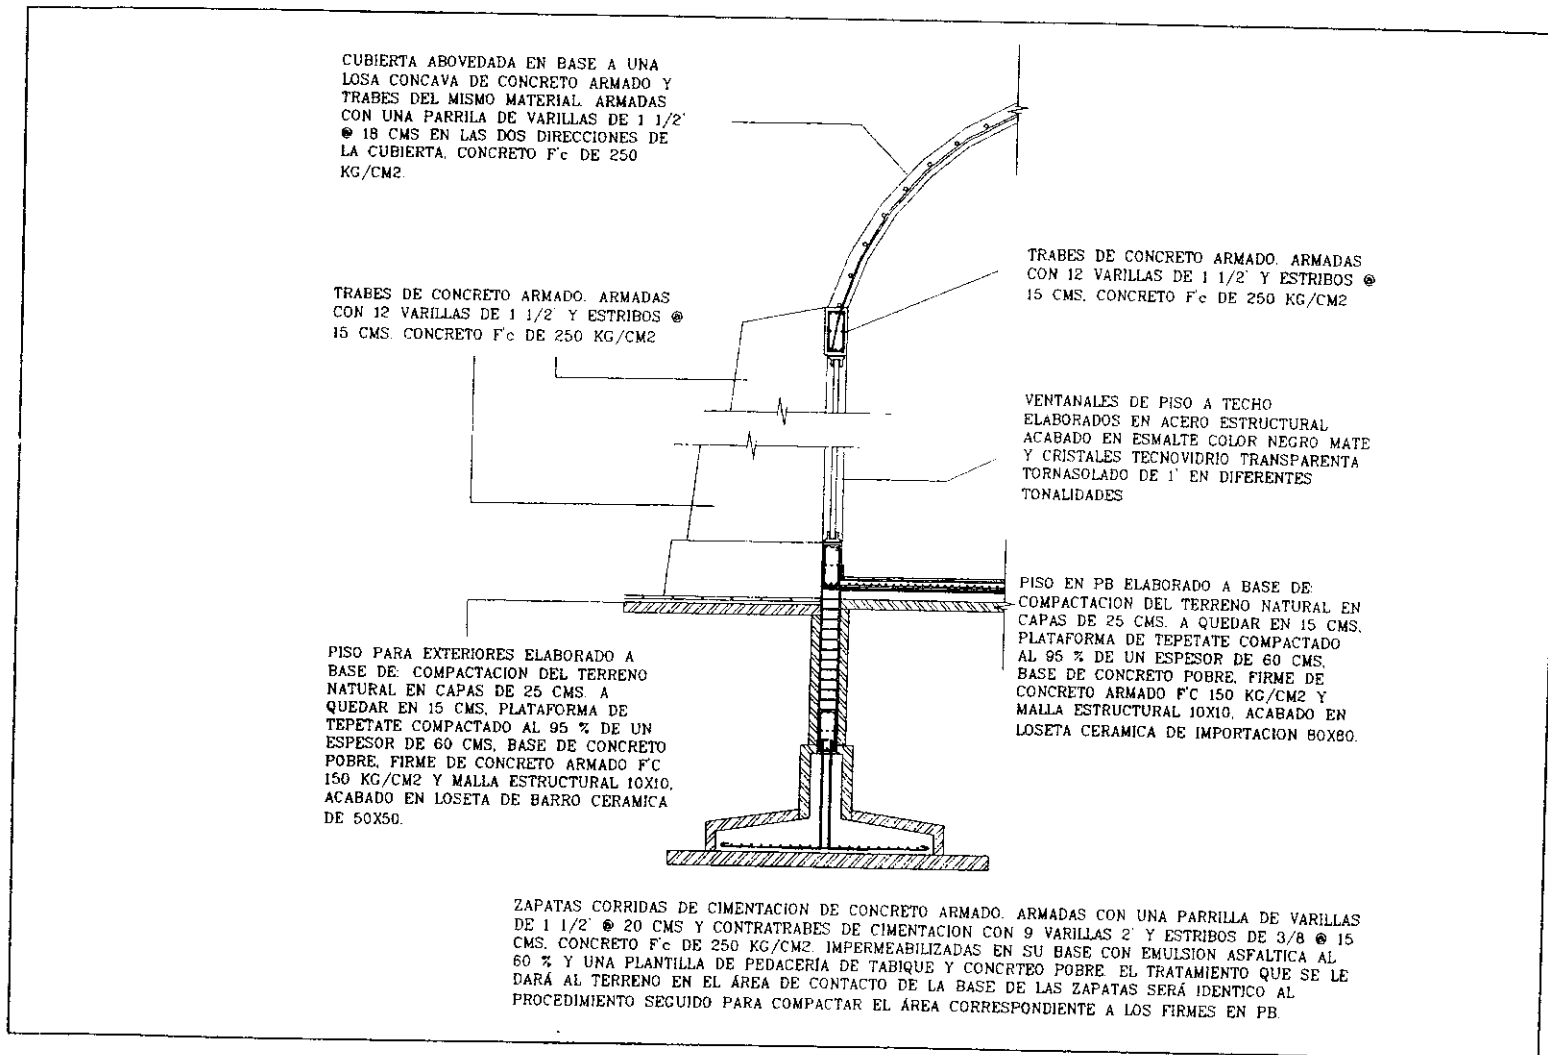 CUBIERTA ABOVEDADA EN BASE A UNA
LOSA CONCAVA DE CONCRETO ARMADO Y
TRABES DEL MISMO MATERIAL. ARMADAS
CON UNA PARRILA DE VARILLAS DE 1 1/2'
@ 18 CMS EN LAS DOS DIRECCIONES DE
LA CUBIERTA, CONCRETO F'c DE 250
KG/CM2.
TRABES DE CONCRETO ARMADO. ARMADAS
CON 12 VARILLAS DE 1 1/2' Y ESTRIBOS @
15 CMS. CONCRETO F'c DE 250 KG/CM2
TRABES DE CONCRETO ARMADO. ARMADAS
CON 12 VARILLAS DE 1 1/2' Y ESTRIBOS @
15 CMS. CONCRETO F'c DE 250 KG/CM2
VENTANALES DE PISO A TECHO
ELABORADOS EN ACERO ESTRUCTURAL
ACABADO EN ESMALTE COLOR NEGRO MATE
Y CRISTALES TECNOVIDRIO TRANSPARENTA
TORNASOLADO DE 1' EN DIFERENTES
TONALIDADES
PISO EN PB ELABORADO A BASE DE:
COMPACTACION DEL TERRENO NATURAL EN
CAPAS DE 25 CMS. A QUEDAR EN 15 CMS,
PLATAFORMA DE TEPETATE COMPACTADO
AL 95 % DE UN ESPESOR DE 60 CMS,
BASE DE CONCRETO POBRE, FIRME DE
CONCRETO ARMADO F'C 150 KG/CM2 Y
MALLA ESTRUCTURAL 10X10, ACABADO EN
LOSETA CERAMICA DE IMPORTACION 80X80.
PISO PARA EXTERIORES ELABORADO A
BASE DE: COMPACTACION DEL TERRENO
NATURAL EN CAPAS DE 25 CMS. A
QUEDAR EN 15 CMS, PLATAFORMA DE
TEPETATE COMPACTADO AL 95 % DE UN
ESPESOR DE 60 CMS, BASE DE CONCRETO
POBRE, FIRME DE CONCRETO ARMADO F'C
150 KG/CM2 Y MALLA ESTRUCTURAL 10X10,
ACABADO EN LOSETA DE BARRO CERAMICA
DE 50X50.
ZAPATAS CORRIDAS DE CIMENTACION DE CONCRETO ARMADO. ARMADAS CON UNA PARRILLA DE VARILLAS
DE 1 1/2' @ 20 CMS Y CONTRATRABES DE CIMENTACION CON 9 VARILLAS 2' Y ESTRIBOS DE 3/8 @ 15
CMS. CONCRETO F'c DE 250 KG/CM2. IMPERMEABILIZADAS EN SU BASE CON EMULSION ASFALTICA AL
60 % Y UNA PLANTILLA DE PEDACERÍA DE TABIQUE Y CONCRTEO POBRE. EL TRATAMIENTO QUE SE LE
DARÁ AL TERRENO EN EL ÁREA DE CONTACTO DE LA BASE DE LAS ZAPATAS SERÁ IDENTICO AL
PROCEDIMIENTO SEGUIDO PARA COMPACTAR EL ÁREA CORRESPONDIENTE A LOS FIRMES EN PB.